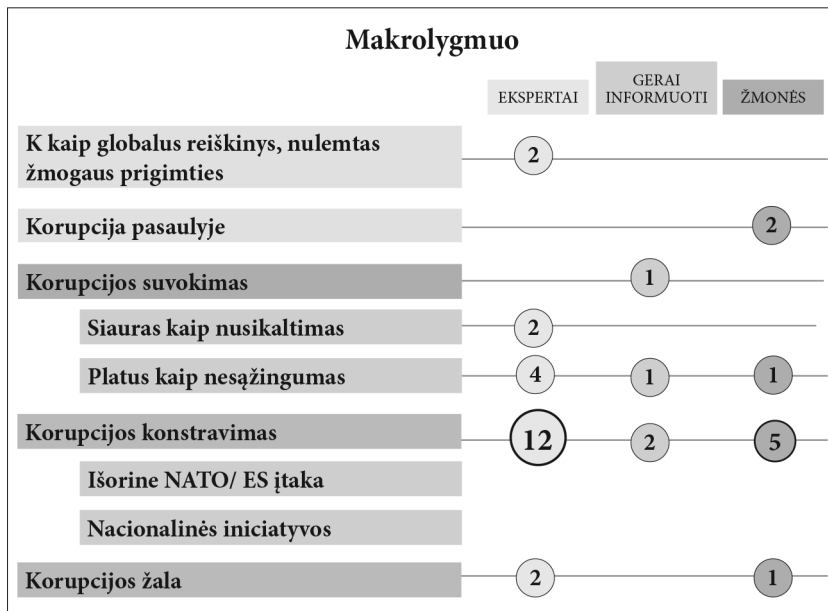 Makrolygmuo
EKSPERTAI
GERAI
INFORMUOTI
ŽMONĖS
K kaip globalus reiškinys, nulemtas
žmogaus prigimties
2
Korupcija pasaulyje
2
Korupcijos suvokimas
1
Siauras kaip nusikaltimas
2
Platus kaip nesąžingumas
4 1 1
Korupcijos konstravimas
12 2 5
Išorine NATO/ ES įtaka
Nacionalinės iniciatyvos
Korupcijos žala
2 1